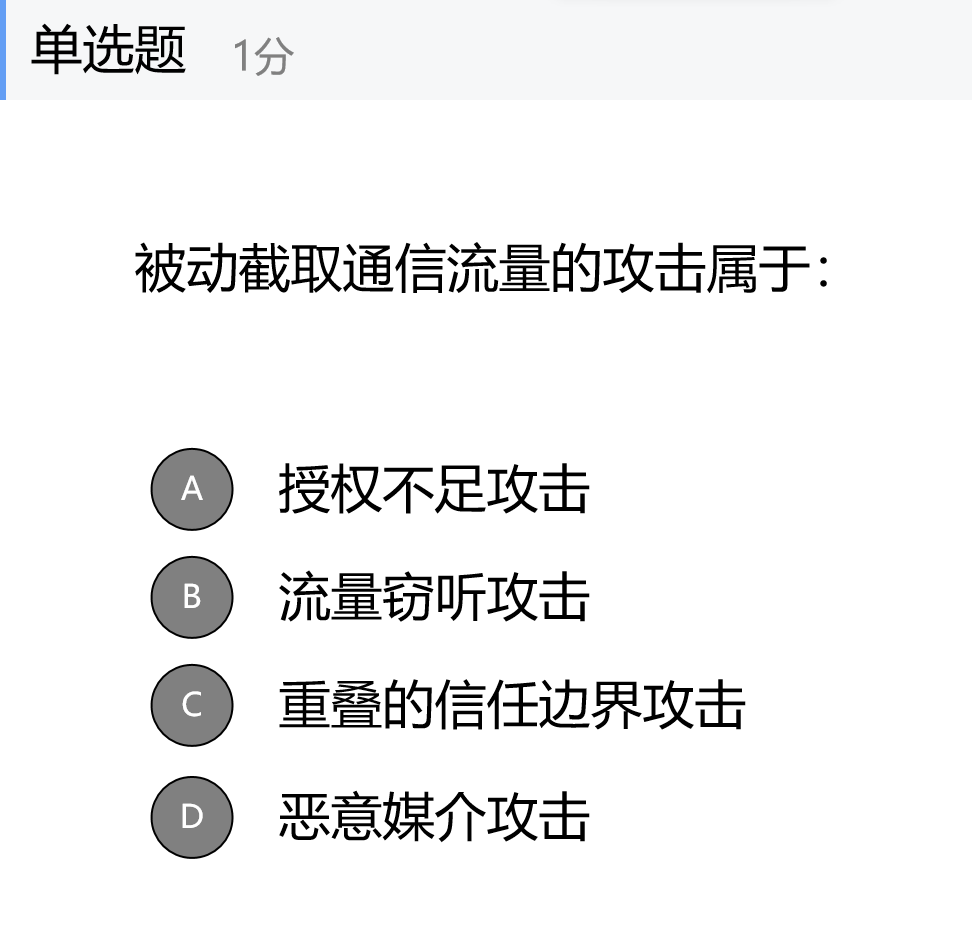 单选题 1分
被动截取通信流量的攻击属于：
A 授权不足攻击
B 流量窃听攻击
C 重叠的信任边界攻击
D 恶意媒介攻击